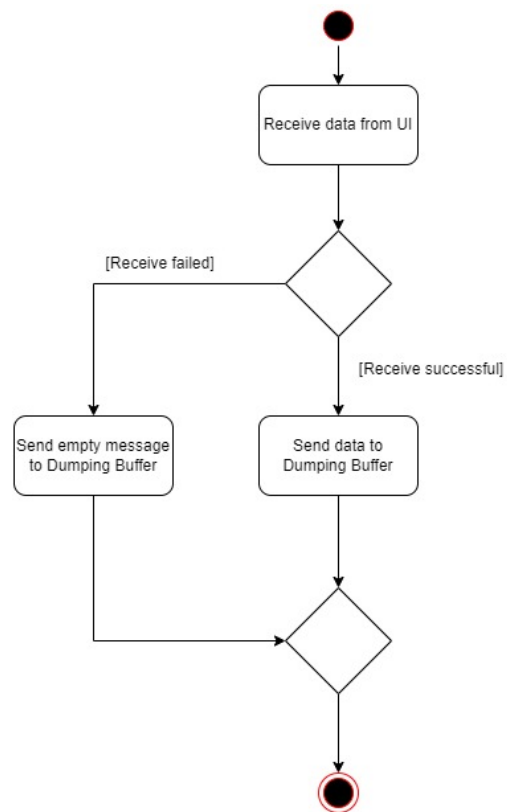 Receive data from UI
[Receive failed]
[Receive successful]
Send empty message
to Dumping Buffer
Send data to
Dumping Buffer